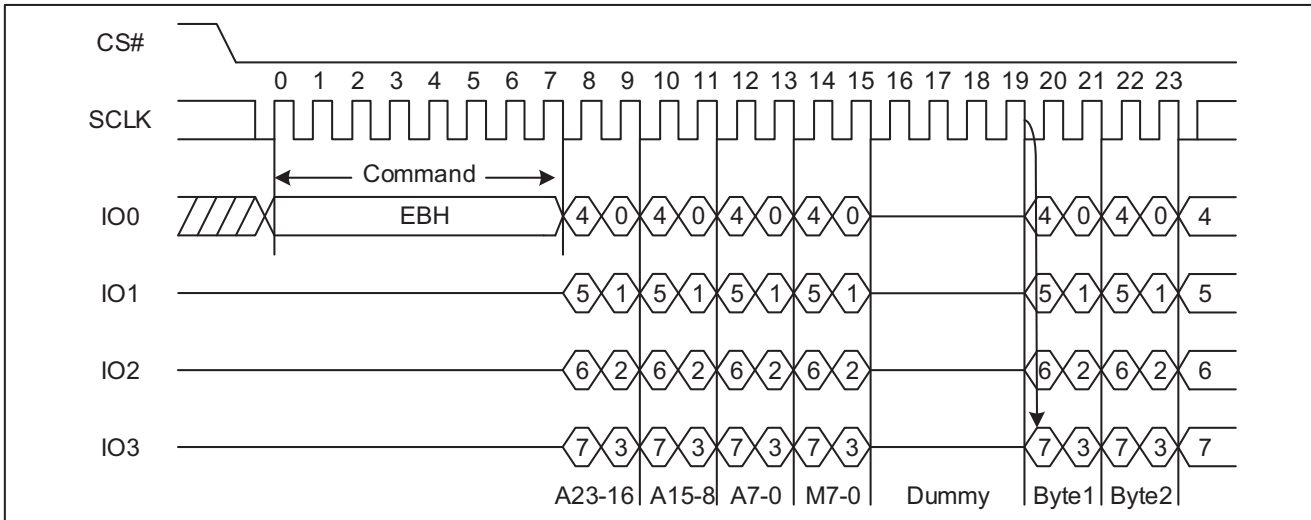 CS#
0 1 2 3 4 5 6 7 8 9 10 11 12 13 14 15 16 17 18 19 20 21 22 23
SCLK
Command
IO0 EBH 4 0 4 0 4 0 4 0 4 0 4 0 4
IO1 5 1 5 1 5 1 5 1 5 1 5 1 5
IO2 6 2 6 2 6 2 6 2 6 2 6 2 6
IO3 7 3 7 3 7 3 7 3 7 3 7 3 7
A23-16 A15-8 A7-0 M7-0 Dummy Byte1 Byte2